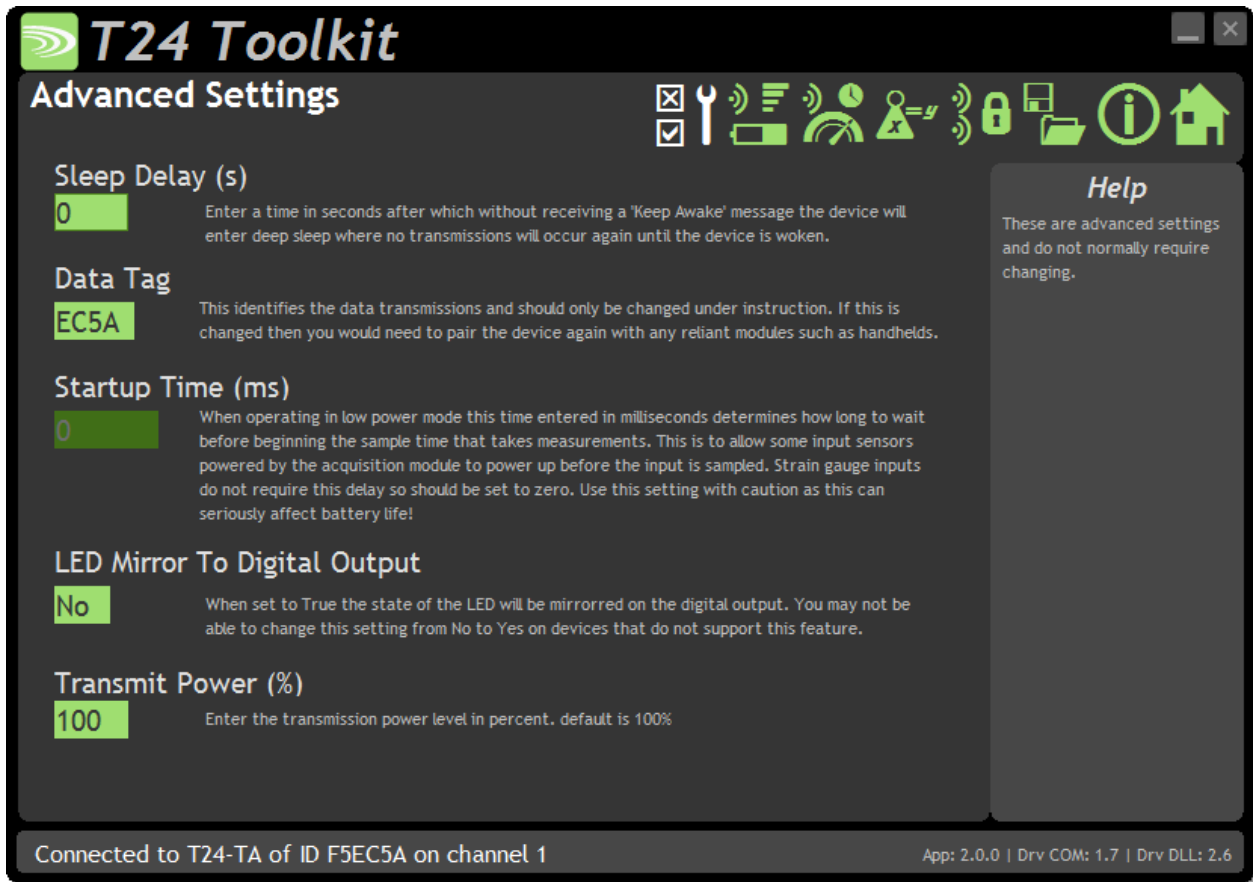 T24 Toolkit
Advanced Settings
x=y
Sleep Delay (s)
0
Enter a time in seconds after which without receiving a 'Keep Awake' message the device will
enter deep sleep where no transmissions will occur again until the device is woken.
Data Tag
EC5A
This identifies the data transmissions and should only be changed under instruction. If this is
changed then you would need to pair the device again with any reliant modules such as handhelds.
Startup Time (ms)
0
When operating in low power mode this time entered in milliseconds determines how long to wait
before beginning the sample time that takes measurements. This is to allow some input sensors
powered by the acquisition module to power up before the input is sampled. Strain gauge inputs
do not require this delay so should be set to zero. Use this setting with caution as this can
seriously affect battery life!
LED Mirror To Digital Output
No
When set to True the state of the LED will be mirrorred on the digital output. You may not be
able to change this setting from No to Yes on devices that do not support this feature.
Transmit Power (%)
100
Enter the transmission power level in percent. default is 100%
Help
These are advanced settings
and do not normally require
changing.
Connected to T24-TA of ID F5EC5A on channel 1
App: 2.0.0 | Drv COM: 1.7 | Drv DLL: 2.6